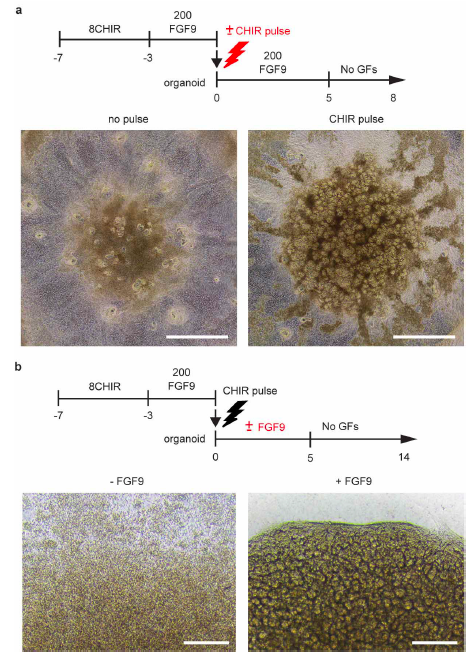 a
200
8CHIR FGF9
± CHIR pulse
-7 -3
200
FGF9 No GFs
organoid
0 5 8
no pulse CHIR pulse
b
200
8CHIR FGF9
CHIR pulse
-7 -3
± FGF9 No GFs
organoid
0 5 14
- FGF9 + FGF9